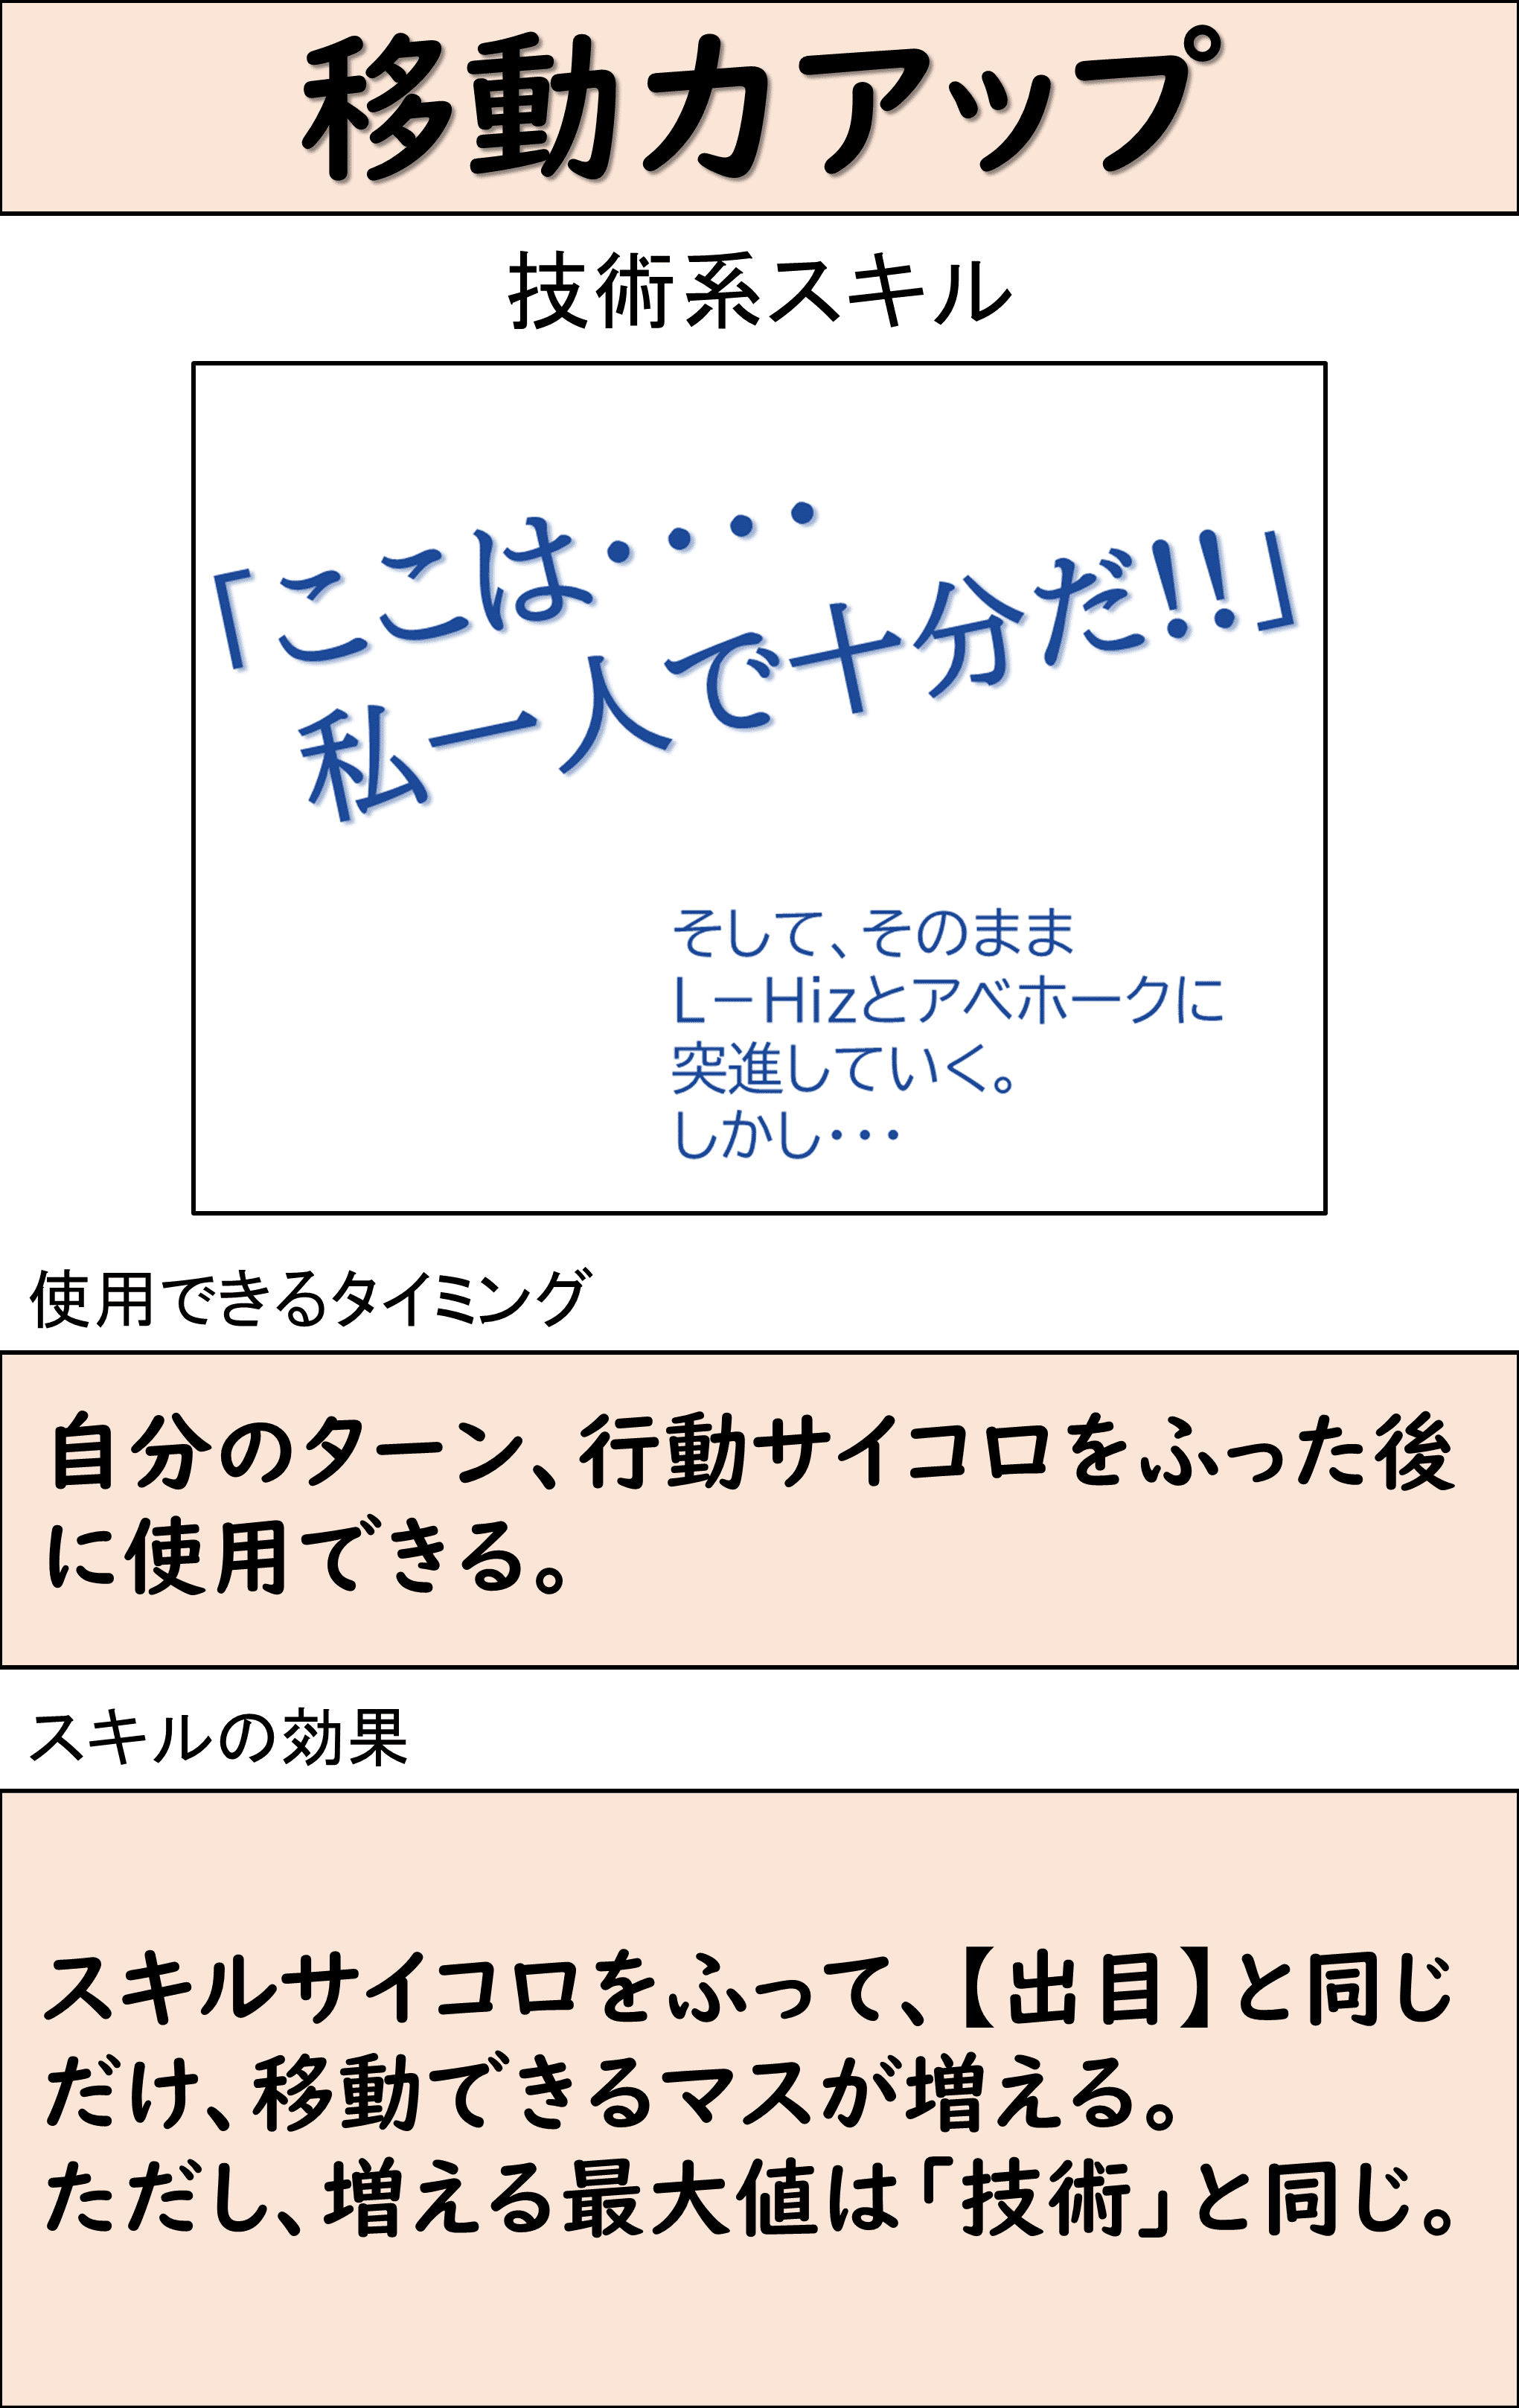 移動力アップ
技術系スキル
「ここは・・・・
私一人で十分だ!!」
そして、そのまま
L－Hizとアベホークに
突進していく。
しかし・・・
使用できるタイミング
自分のターン、行動サイコロをふった後
に使用できる。
スキルの効果
スキルサイコロをふって、【出目】と同じ
だけ、移動できるマスが増える。
ただし、増える最大値は「技術」と同じ。